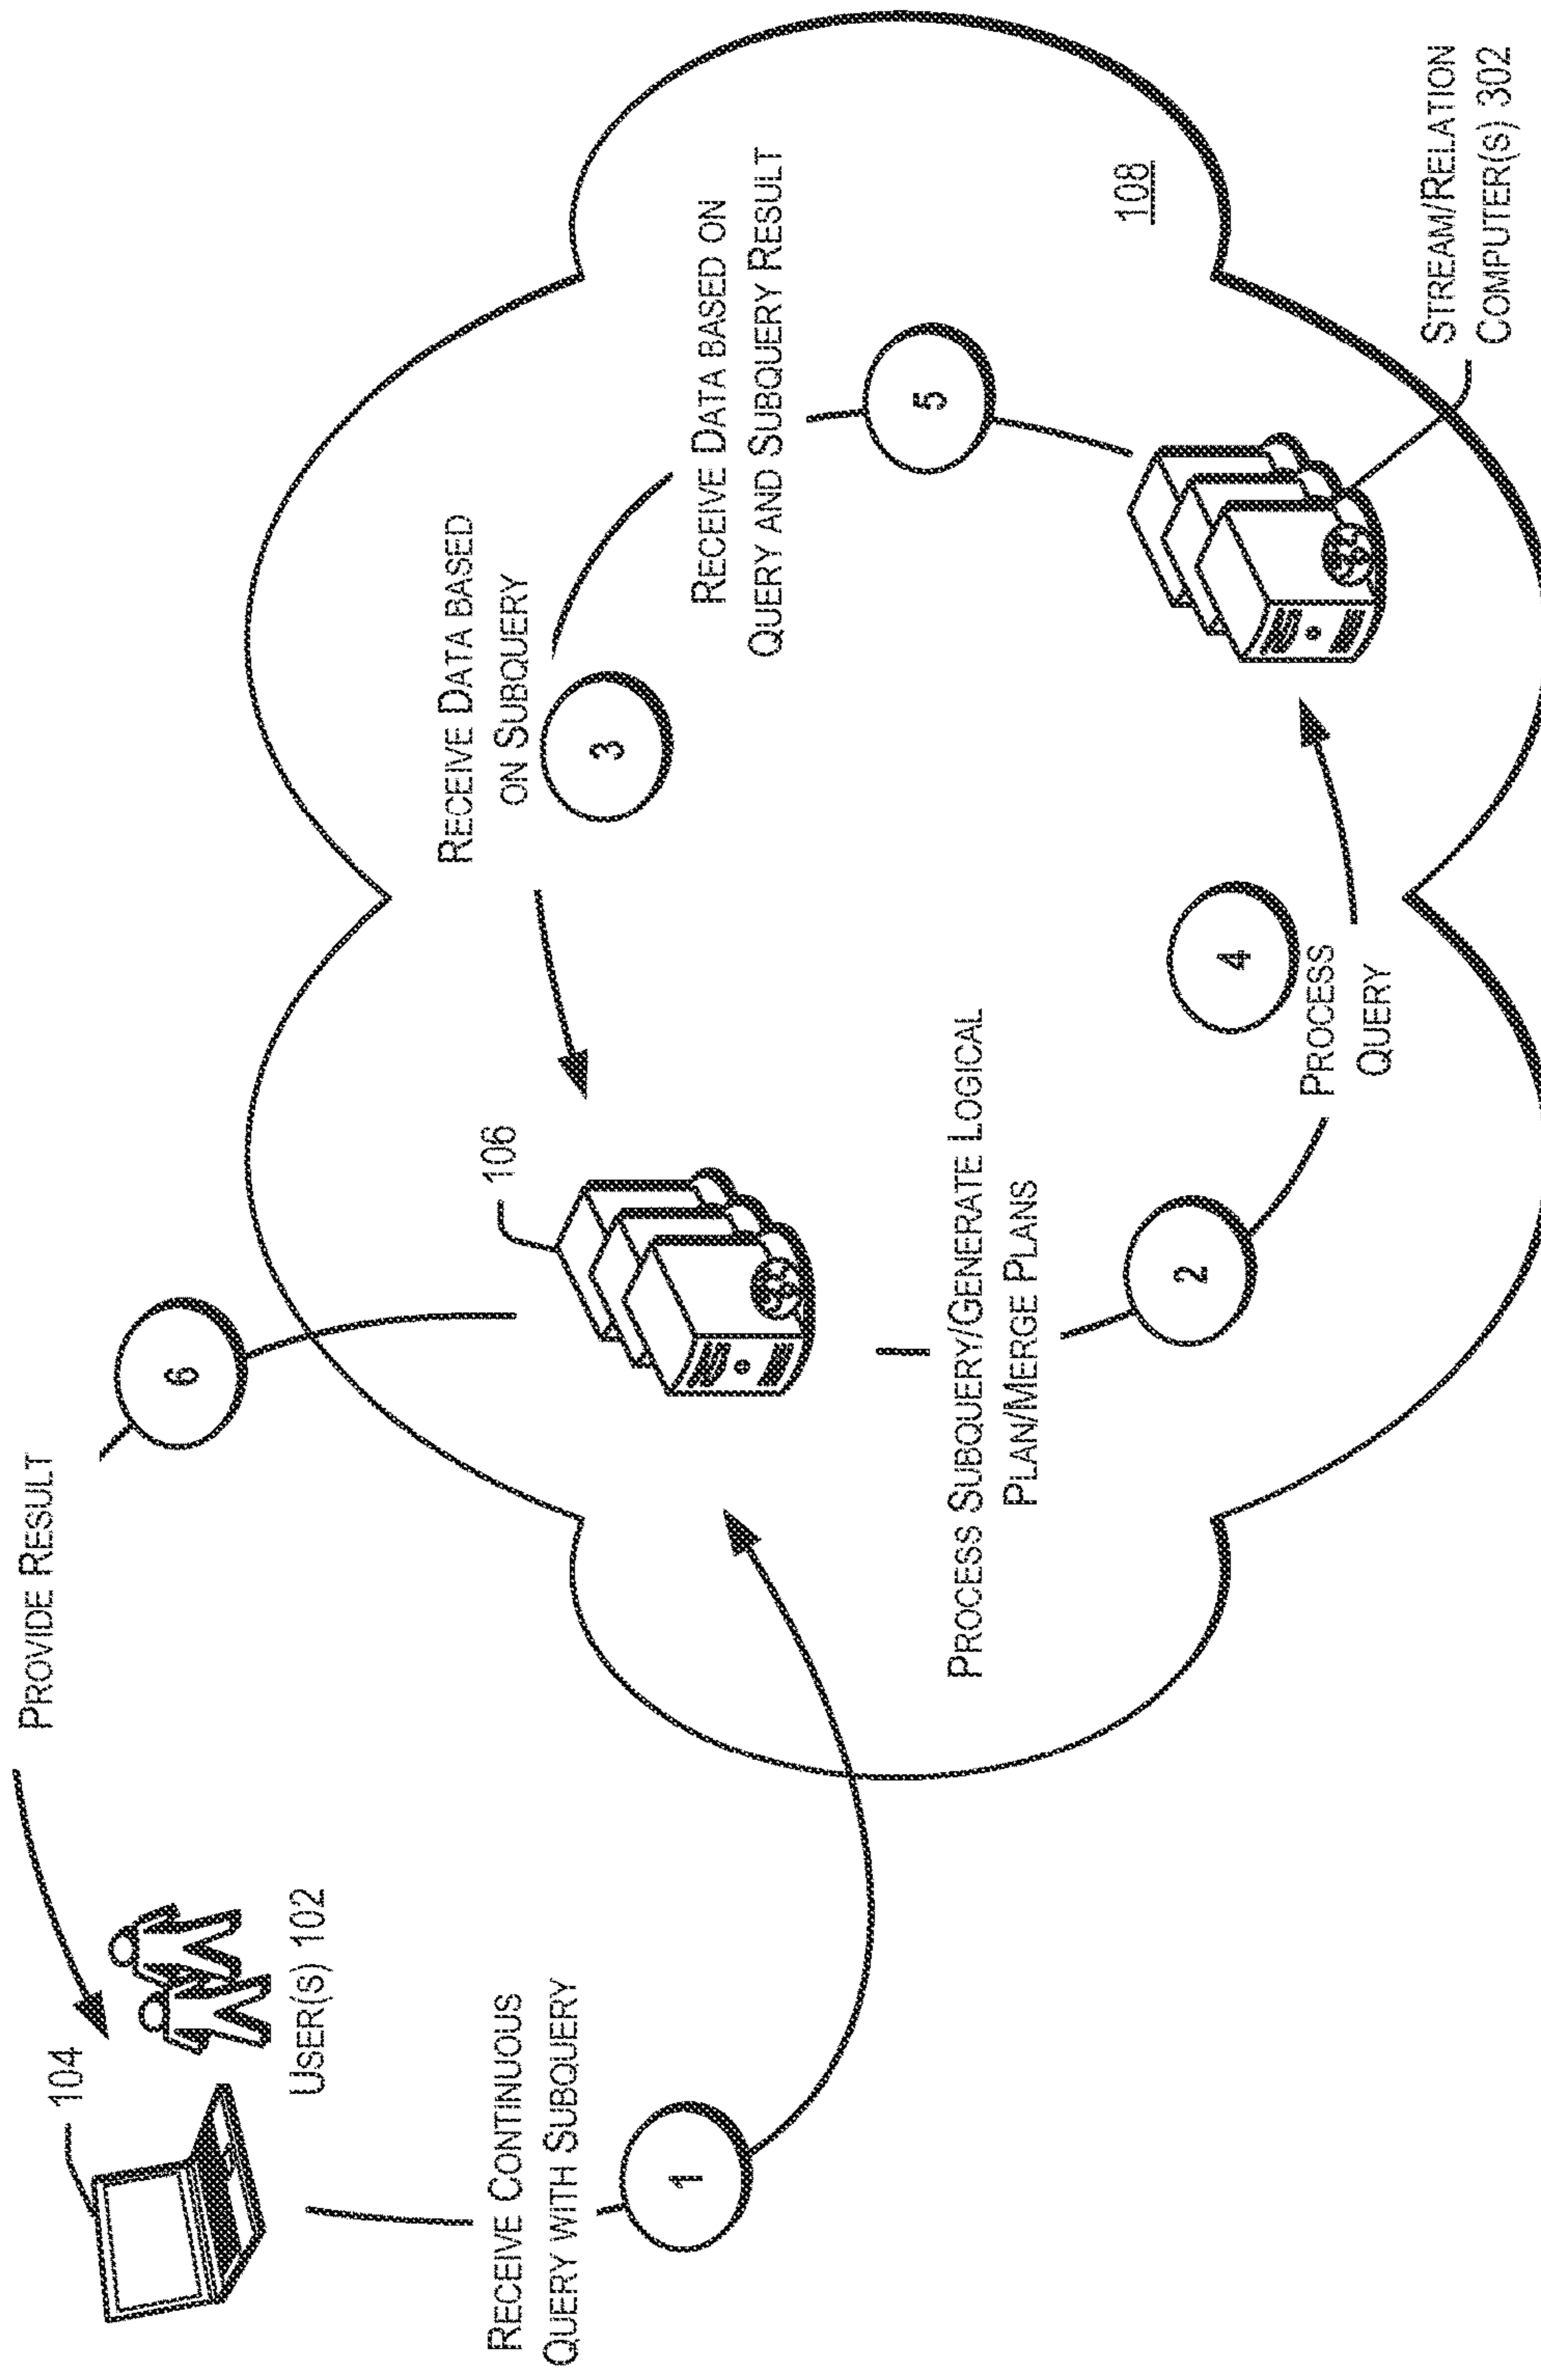 PROVIDE RESULT
6
104
USER(S) 102
RECEIVE CONTINUOUS
QUERY WITH SUBQUERY
1
106
PROCESS SUBQUERY/GENERATE LOGICAL
PLAN/MERGE PLANS
2
RECEIVE DATA BASED
ON SUBQUERY
3
PROCESS
QUERY
4
RECEIVE DATA BASED ON
QUERY AND SUBQUERY RESULT
5
108
STREAM/RELATION
COMPUTER(S) 302